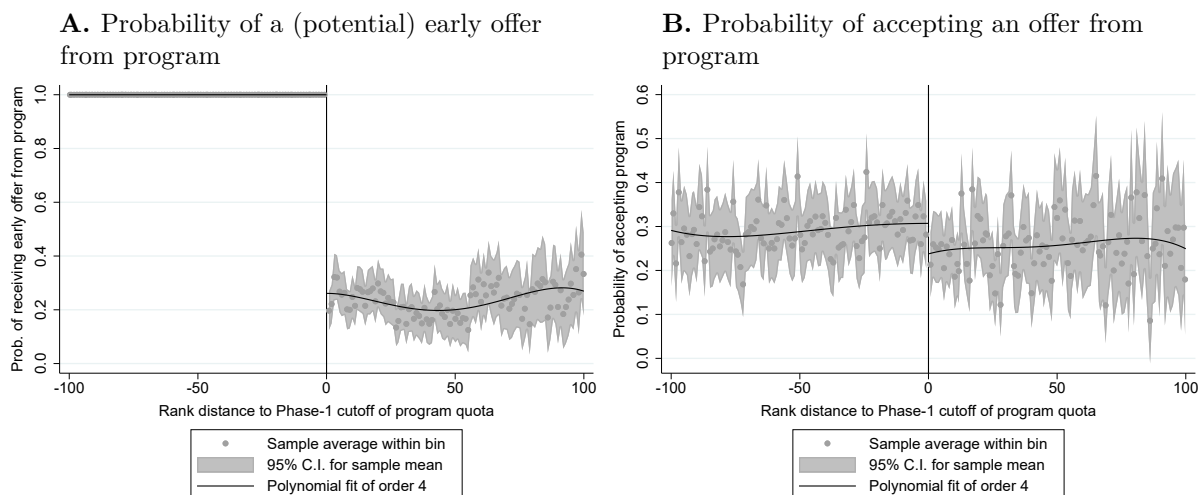 A. Probability of a (potential) early offer
from program
Prob. of receiving early offer from program
1.0
0.8
0.6
0.4
0.2
0.0
-100
-50
0
50
100
Rank distance to Phase-1 cutoff of program quota
Sample average within bin
95% C.I. for sample mean
Polynomial fit of order 4
B. Probability of accepting an offer from
program
Probability of accepting program
0.6
0.5
0.4
0.3
0.2
0.1
0.0
-100
-50
0
50
100
Rank distance to Phase-1 cutoff of program quota
Sample average within bin
95% C.I. for sample mean
Polynomial fit of order 4